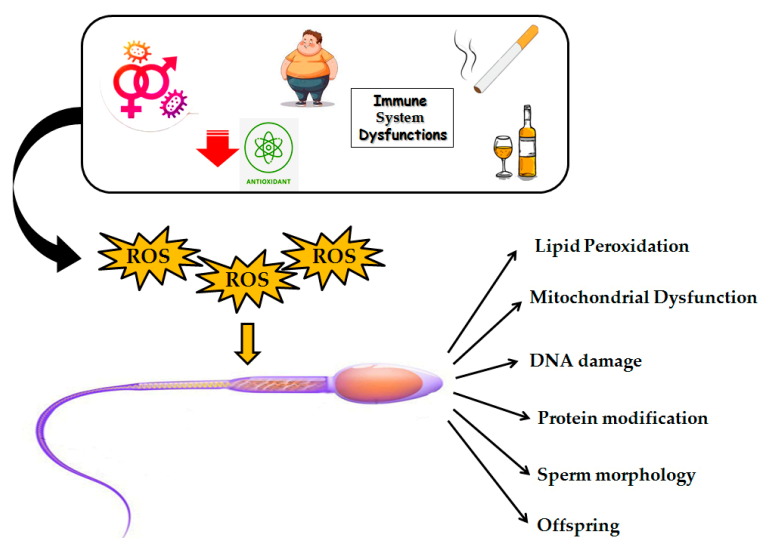 Immune
System
Dysfunctions
ANTIOXIDANT
ROS
ROS
ROS
Lipid Peroxidation
Mitochondrial Dysfunction
DNA damage
Protein modification
Sperm morphology
Offspring